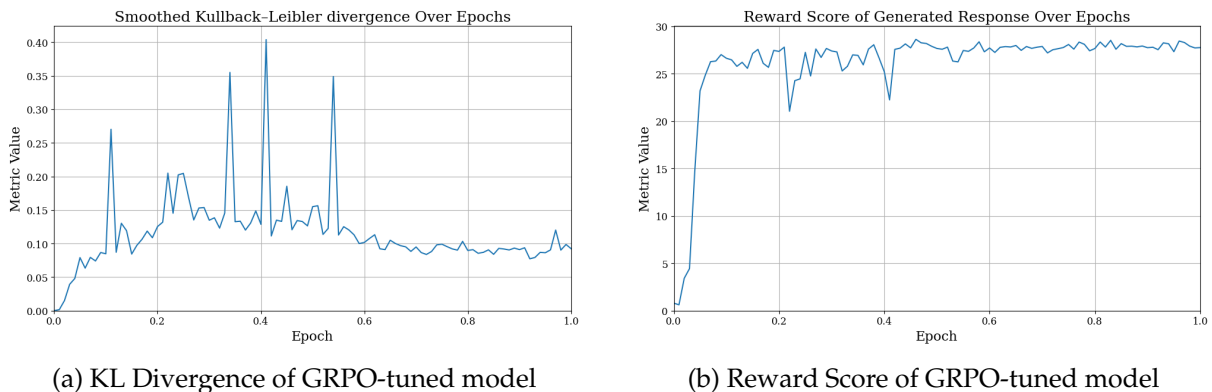 Smoothed Kullback–Leibler divergence Over Epochs
0.40
0.35
0.30
0.25
0.20
0.15
0.10
0.05
0.00
Metric Value
0.0 0.2 0.4 0.6 0.8 1.0
Epoch
(a) KL Divergence of GRPO-tuned model
Reward Score of Generated Response Over Epochs
30
25
20
15
10
5
0
Metric Value
0.0 0.2 0.4 0.6 0.8 1.0
Epoch
(b) Reward Score of GRPO-tuned model